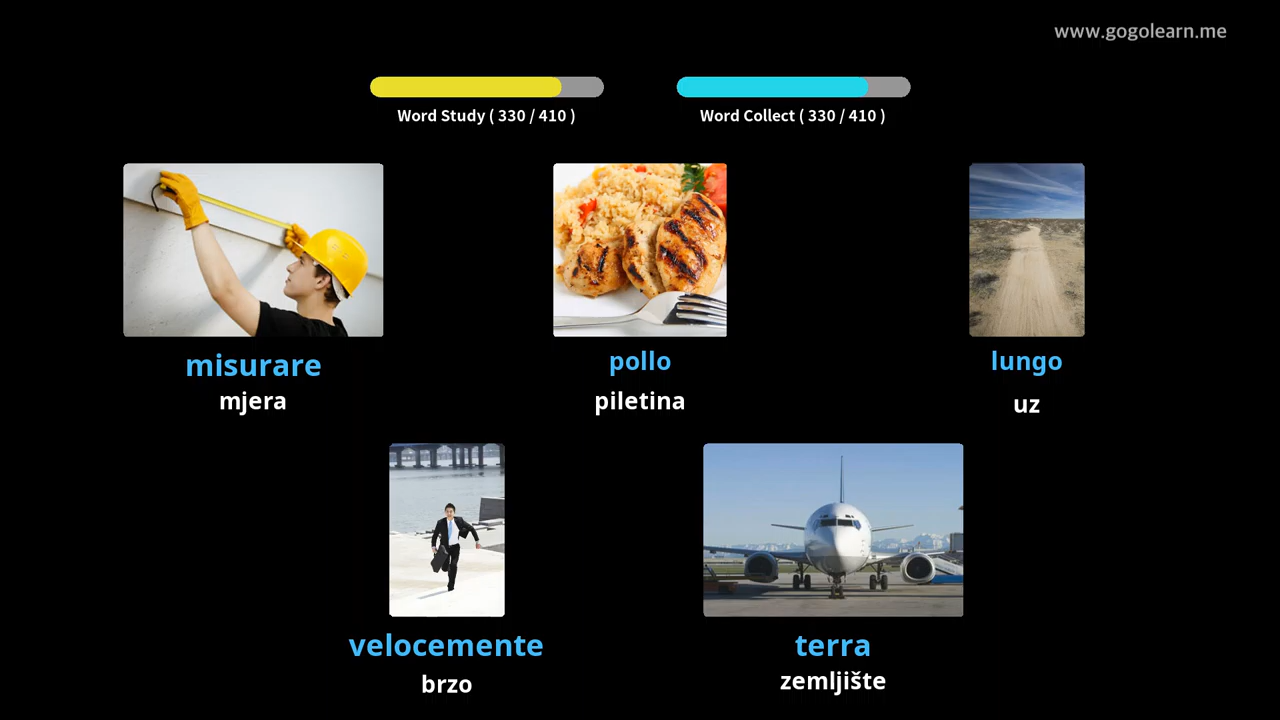 www.gogolearn.me
Word Study ( 330 / 410 )
Word Collect ( 330 / 410 )
misurare
mjera
pollo
piletina
lungo
uz
velocemente
brzo
terra
zemljište